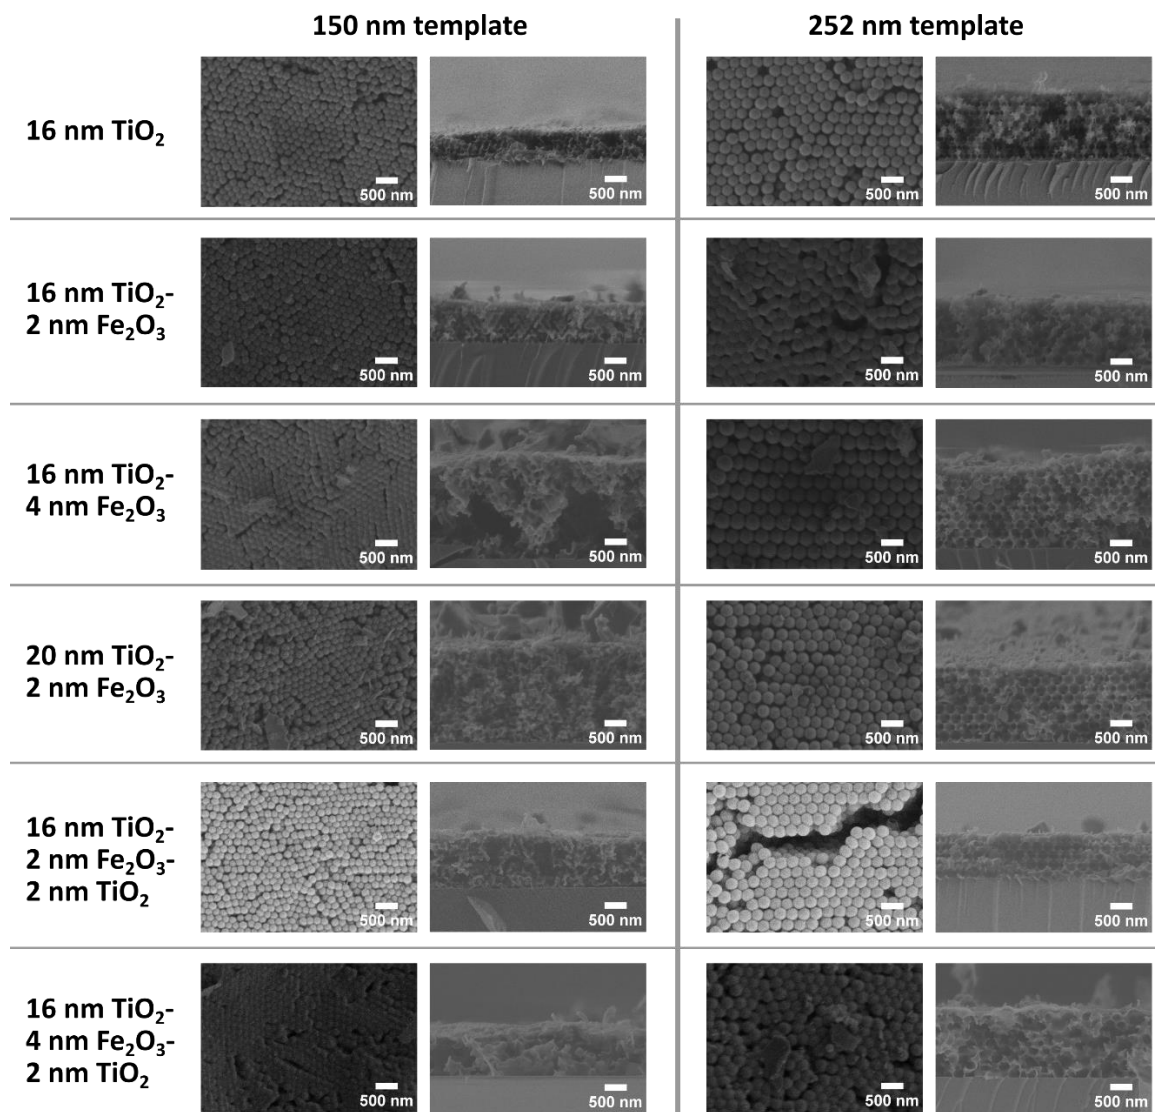 150 nm template
252 nm template
16 nm TiO₂
500 nm
500 nm
500 nm
500 nm
16 nm TiO₂-
2 nm Fe₂O₃
500 nm
500 nm
500 nm
500 nm
16 nm TiO₂-
4 nm Fe₂O₃
500 nm
500 nm
500 nm
500 nm
20 nm TiO₂-
2 nm Fe₂O₃
500 nm
500 nm
500 nm
500 nm
16 nm TiO₂-
2 nm Fe₂O₃-
2 nm TiO₂
500 nm
500 nm
500 nm
500 nm
16 nm TiO₂-
4 nm Fe₂O₃-
2 nm TiO₂
500 nm
500 nm
500 nm
500 nm